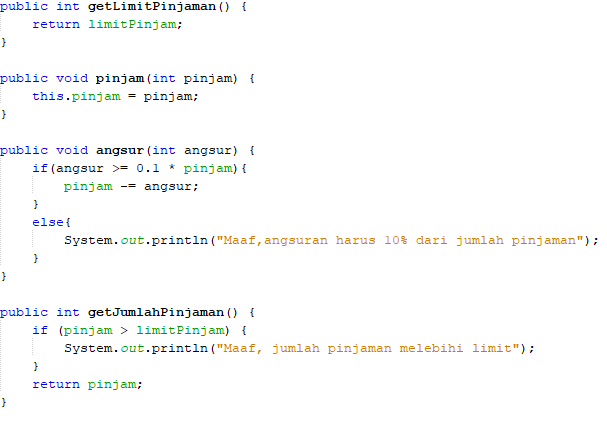 public int getLimitPinjaman() {
    return limitPinjam;
}

public void pinjam(int pinjam) {
    this.pinjam = pinjam;
}

public void angsur(int angsur) {
    if(angsur >= 0.1 * pinjam){
        pinjam -= angsur;
    }
    else{
        System.out.println("Maaf,angsuran harus 10% dari jumlah pinjaman");
    }
}

public int getJumlahPinjaman() {
    if (pinjam > limitPinjam) {
        System.out.println("Maaf, jumlah pinjaman melebihi limit");
    }
    return pinjam;
}